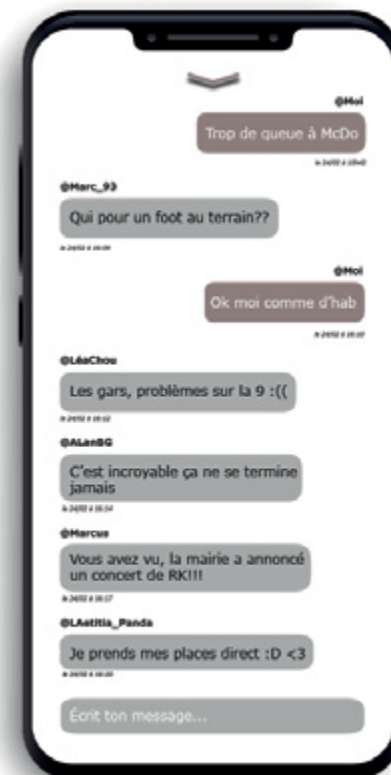 @Moi
Trop de queue à McDo
@Marc_93
Qui pour un foot au terrain??
@Moi
Ok moi comme d'hab
@LéaChou
Les gars, problèmes sur la 9 :((
@ALanBG
C'est incroyable ça ne se termine
jamais
@Marcus
Vous avez vu, la mairie a annoncé
un concert de RK!!!
@LAetitia_Panda
Je prends mes places direct :D <3
Écrit ton message...